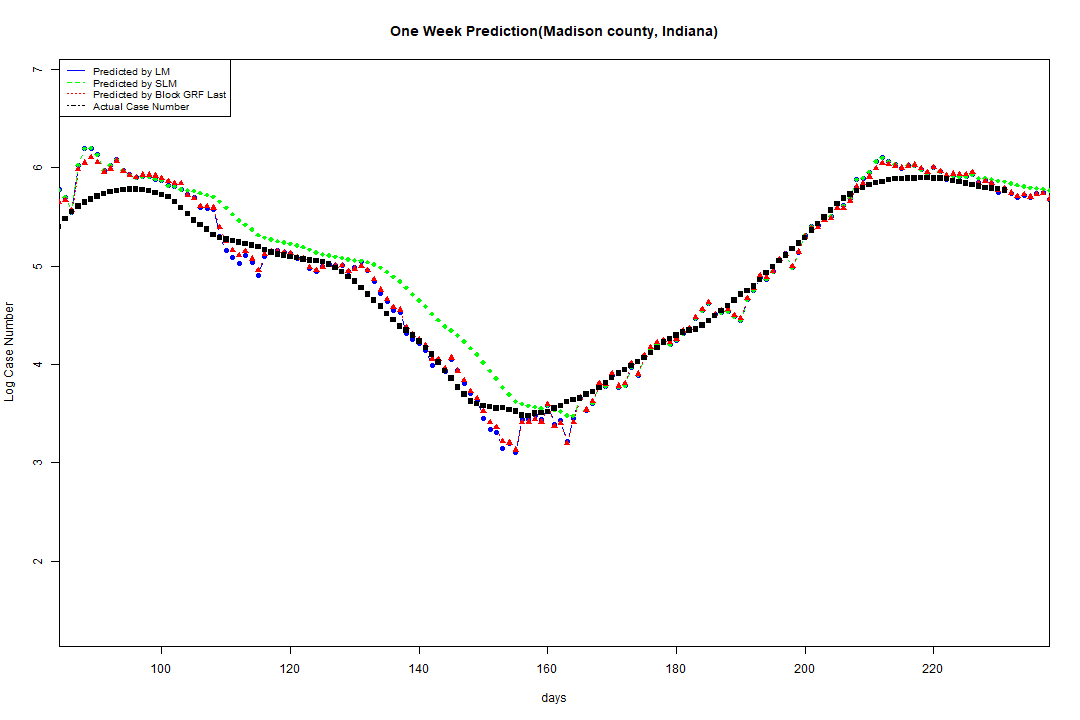 One Week Prediction(Madison county, Indiana)
Predicted by LM
Predicted by SLM
Predicted by Block GRF Last
Actual Case Number
7
6
5
4
3
2
Log Case Number
100 120 140 160 180 200 220
days